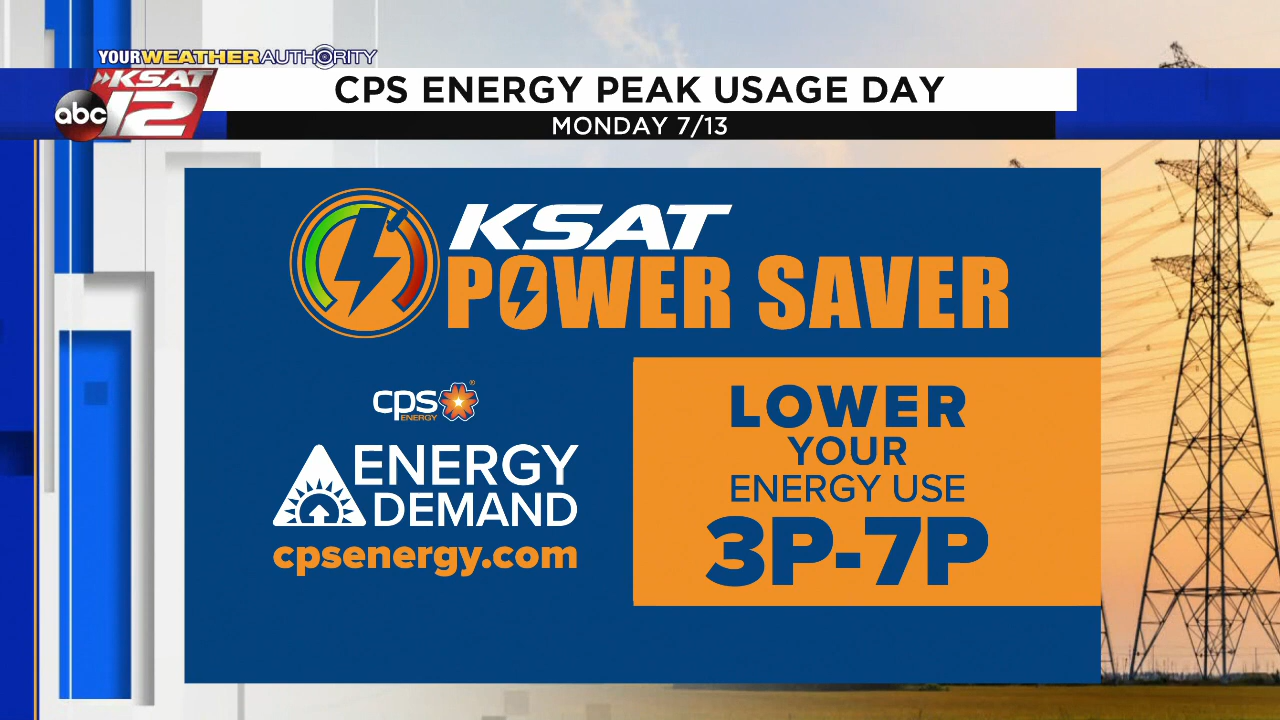 YOURWEATHERAUTHORITY
KSAT
abc 12
CPS ENERGY PEAK USAGE DAY
MONDAY 7/13
KSAT
POWER SAVER
cps
ENERGY
®
ENERGY
DEMAND
cpsenergy.com
LOWER
YOUR
ENERGY USE
3P-7P